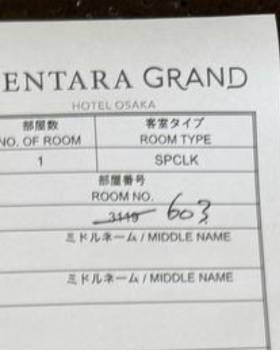 ENTARA GRAND
HOTEL OSAKA
部屋数 客室タイプ
NO. OF ROOM ROOM TYPE
1 SPCLK
部屋番号
ROOM NO.
3119 603
ミドルネーム / MIDDLE NAME
ミドルネーム / MIDDLE NAME